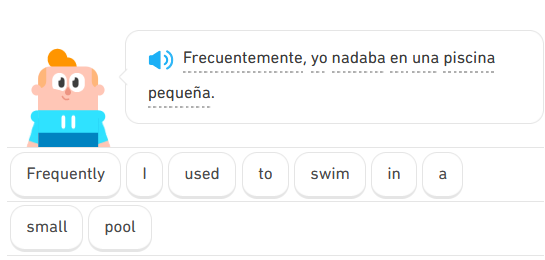 Frecuentemente, yo nadaba en una piscina
pequeña.
Frequently I used to swim in a
small pool